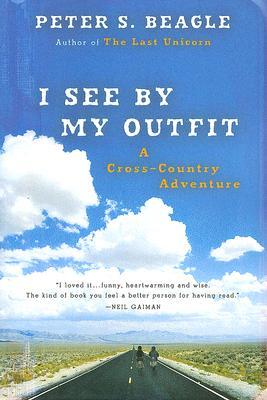 PETER S. BEAGLE
Author of The Last Unicorn
I SEE BY
MY OUTFIT
A
Cross-Country
Adventure
"I loved it...funny, heartwarming and wise.
The kind of book you feel a better person for having read."
—NEIL GAIMAN